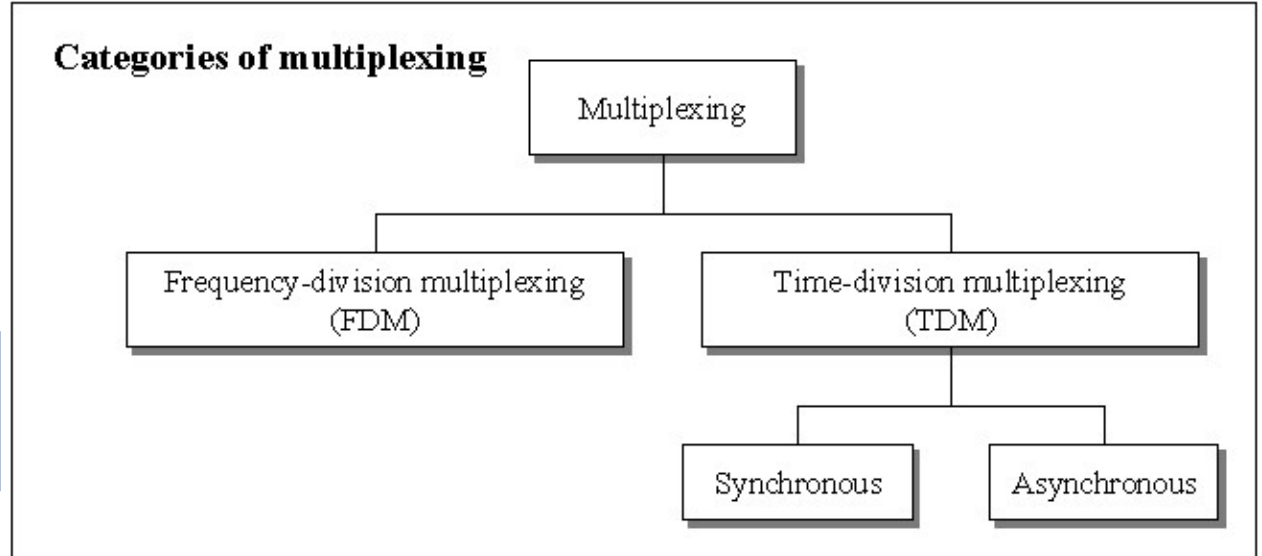 Categories of multiplexing
Multiplexing
Frequency-division multiplexing
(FDM)
Time-division multiplexing
(TDM)
Synchronous
Asynchronous